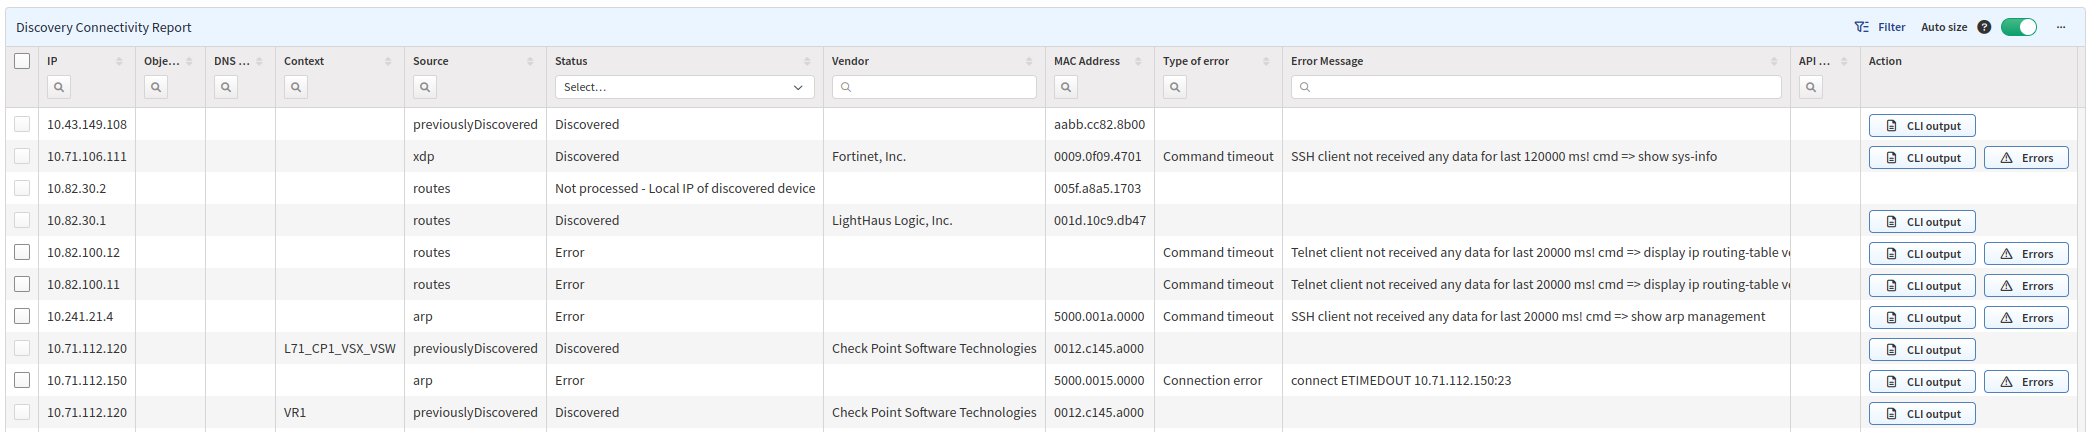 Discovery Connectivity Report Filter Auto size ? ...
IP Obje... DNS ... Context Source Status Vendor MAC Address Type of error Error Message API ... Action
Select...
10.43.149.108 previouslyDiscovered Discovered aabb.cc82.8b00 CLI output
10.71.106.111 xdp Discovered Fortinet, Inc. 0009.0f09.4701 Command timeout SSH client not received any data for last 120000 ms! cmd => show sys-info CLI output Errors
10.82.30.2 routes Not processed - Local IP of discovered device 005f.a8a5.1703
10.82.30.1 routes Discovered LightHaus Logic, Inc. 001d.10c9.db47 CLI output
10.82.100.12 routes Error Command timeout Telnet client not received any data for last 20000 ms! cmd => display ip routing-table CLI output Errors
10.82.100.11 routes Error Command timeout Telnet client not received any data for last 20000 ms! cmd => display ip routing-table CLI output Errors
10.241.21.4 arp Error 5000.001a.0000 Command timeout SSH client not received any data for last 20000 ms! cmd => show arp management CLI output Errors
10.71.112.120 L71_CP1_VSX_VSW previouslyDiscovered Discovered Check Point Software Technologies 0012.c145.a000 CLI output
10.71.112.150 arp Error 5000.0015.0000 Connection error connect ETIMEDOUT 10.71.112.150:23 CLI output Errors
10.71.112.120 VR1 previouslyDiscovered Discovered Check Point Software Technologies 0012.c145.a000 CLI output